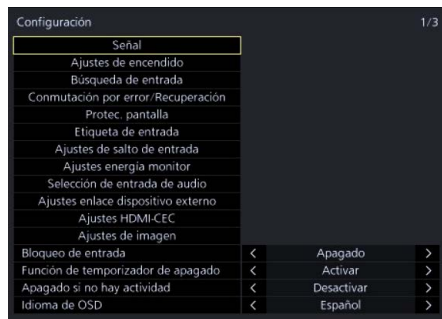 Configuración 1/3
Señal
Ajustes de encendido
Búsqueda de entrada
Conmutación por error/Recuperación
Protec. pantalla
Etiqueta de entrada
Ajustes de salto de entrada
Ajustes energía monitor
Selección de entrada de audio
Ajustes enlace dispositivo externo
Ajustes HDMI-CEC
Ajustes de imagen
Bloqueo de entrada < Apagado >
Función de temporizador de apagado < Activar >
Apagado si no hay actividad < Desactivar >
Idioma de OSD < Español >